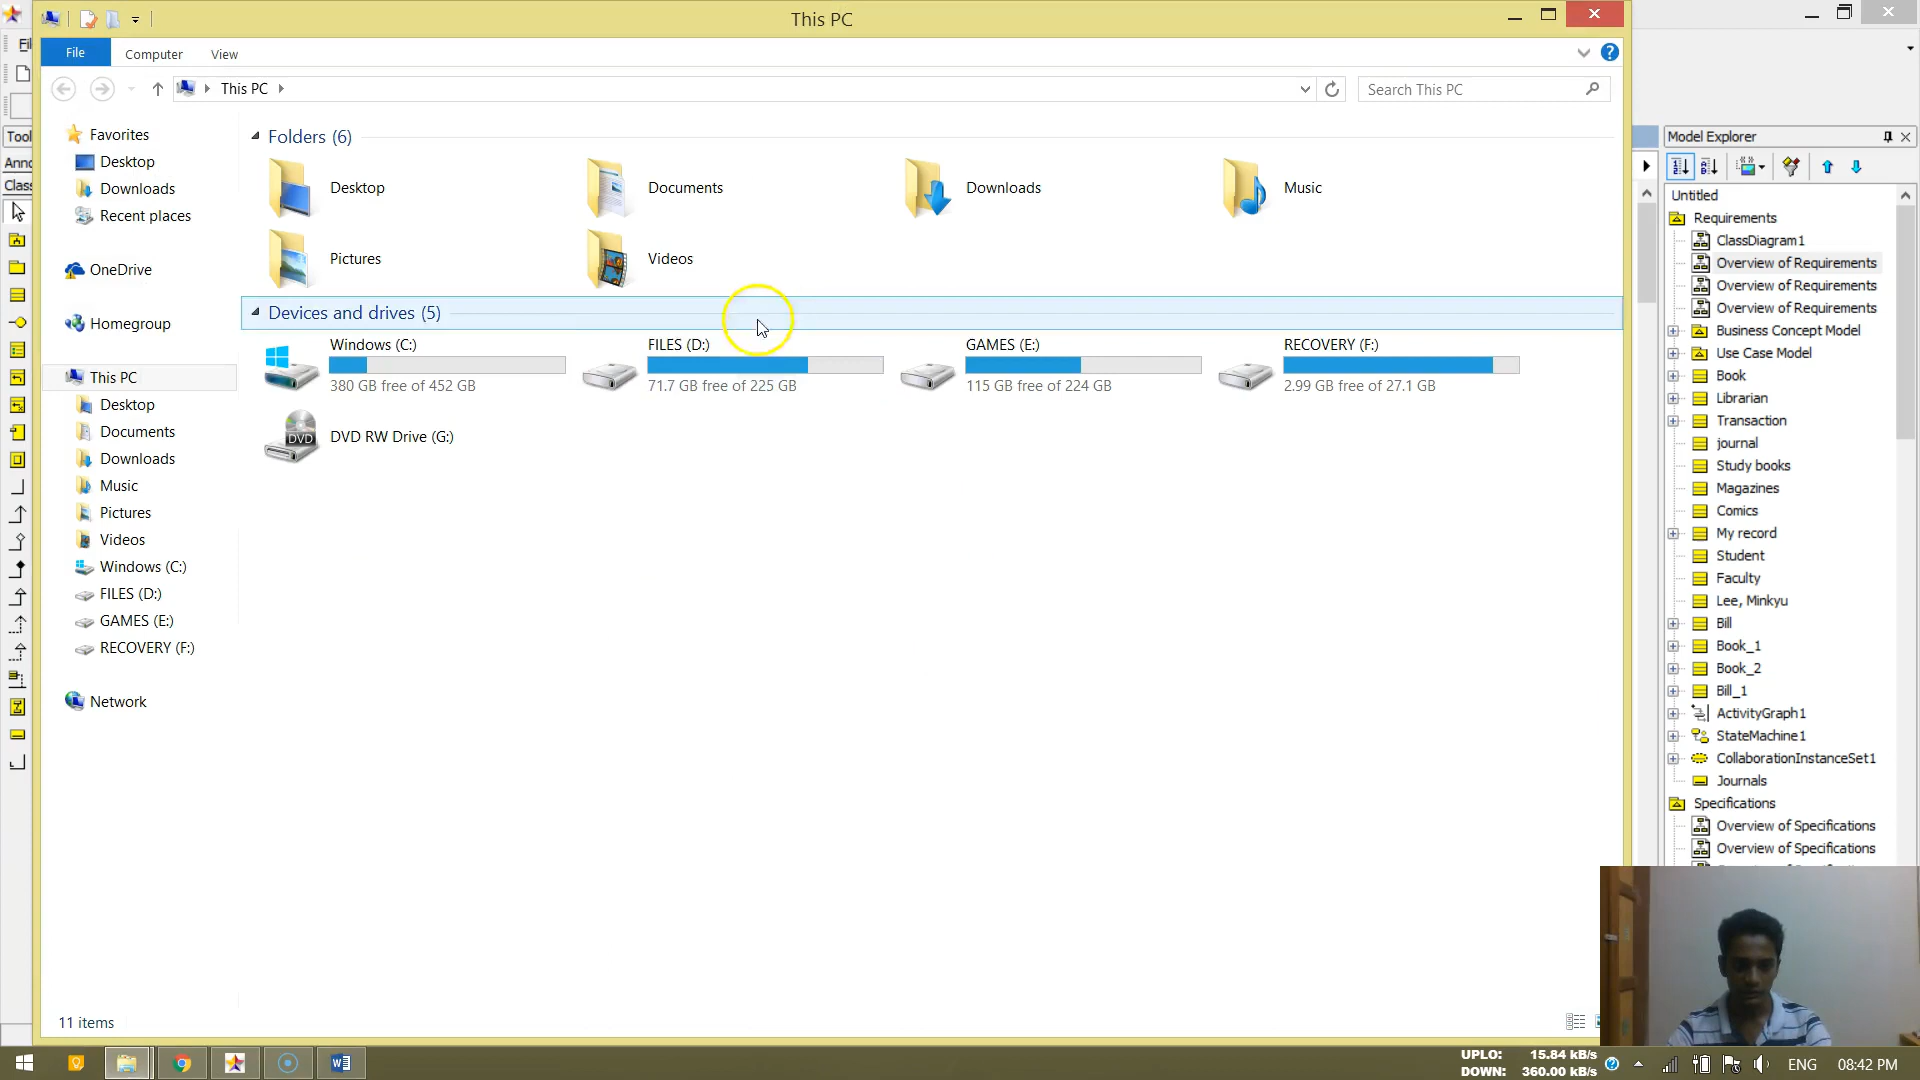 This PC
File
Computer
View
This PC
Search This PC
Favorites
Desktop
Downloads
Recent places
OneDrive
Homegroup
This PC
Desktop
Documents
Downloads
Music
Pictures
Videos
Windows (C:)
FILES (D:)
GAMES (E:)
RECOVERY (F:)
Network
Folders (6)
Desktop
Documents
Downloads
Music
Pictures
Videos
Devices and drives (5)
Windows (C:)
380 GB free of 452 GB
FILES (D:)
71.7 GB free of 225 GB
GAMES (E:)
115 GB free of 224 GB
RECOVERY (F:)
2.99 GB free of 27.1 GB
DVD
DVD RW Drive (G:)
11 items
Model Explorer
Untitled
Requirements
ClassDiagram1
Overview of Requirements
Overview of Requirements
Overview of Requirements
Business Concept Model
Use Case Model
Book
Librarian
Transaction
journal
Study books
Magazines
Comics
My record
Student
Faculty
Lee, Minkyu
Bill
Book_1
Book_2
Bill_1
ActivityGraph1
StateMachine1
CollaborationInstanceSet1
Journals
Specifications
Overview of Specifications
Overview of Specifications
UPLO: 15.84 kB/s
DOWN: 360.00 kB/s
ENG
08:42 PM